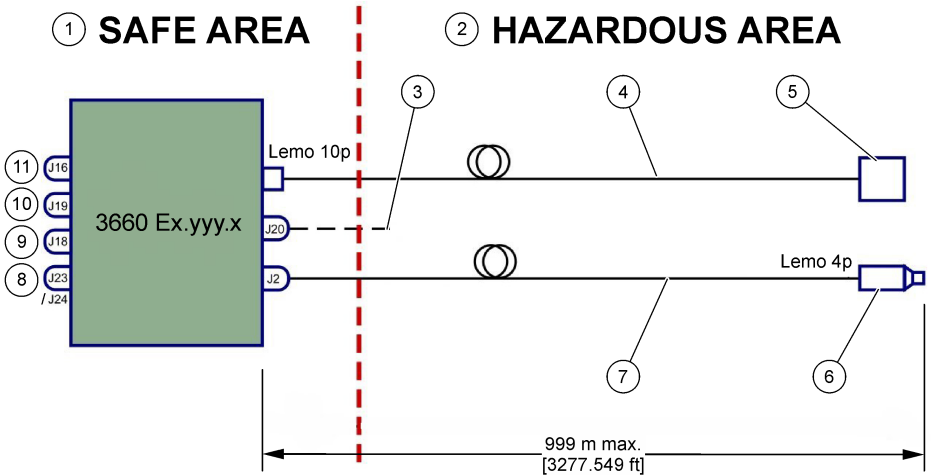 1 SAFE AREA
2 HAZARDOUS AREA
3
4
5
Lemo 10p
11 J16
10 J19
3660 Ex.yyy.x
J20
9 J18
8 J23
/ J24
J2
Lemo 4p
7
6
999 m max.
[3277.549 ft]